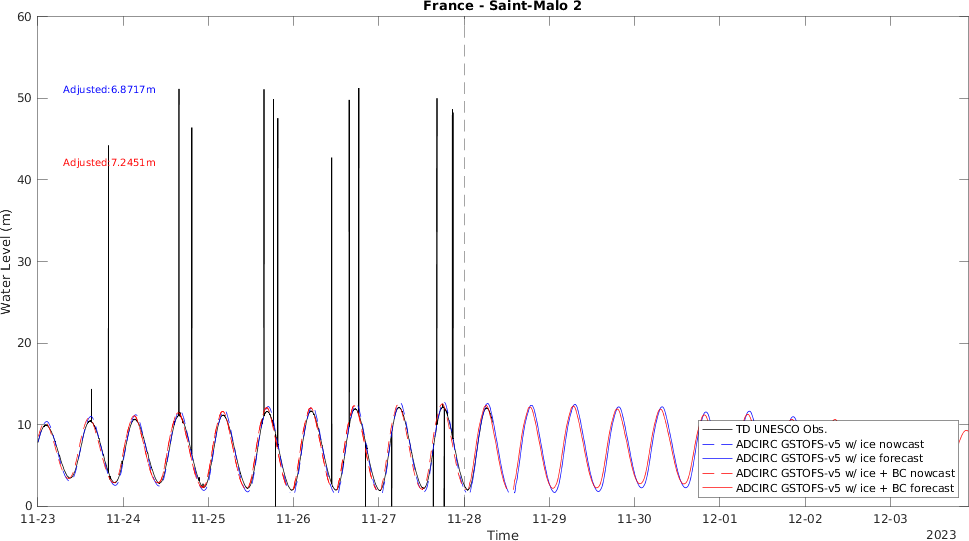 France - Saint-Malo 2
60
50
40
30
20
10
0
Water Level (m)
Adjusted:6.8717m
Adjusted:7.2451m
TD UNESCO Obs.
ADCIRC GSTOFS-v5 w/ ice nowcast
ADCIRC GSTOFS-v5 w/ ice forecast
ADCIRC GSTOFS-v5 w/ ice + BC nowcast
ADCIRC GSTOFS-v5 w/ ice + BC forecast
11-23 11-24 11-25 11-26 11-27 11-28 11-29 11-30 12-01 12-02 12-03
Time
2023